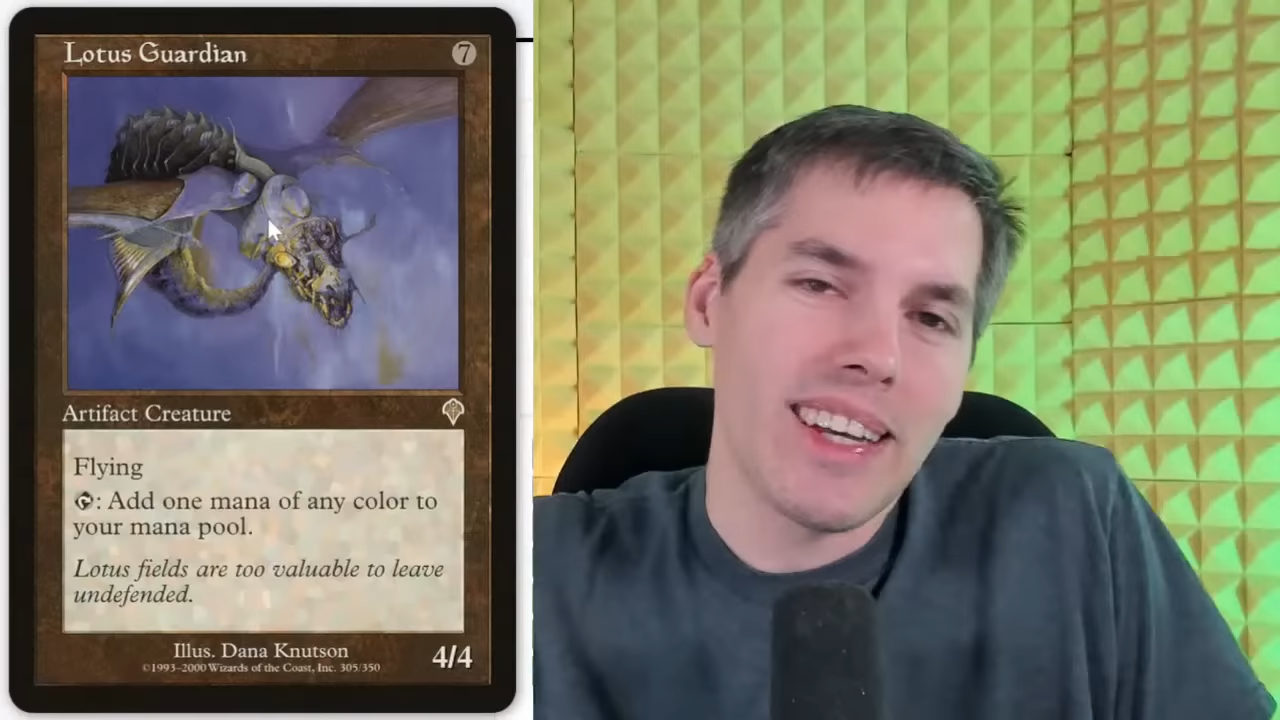 Lotus Guardian 7
Artifact Creature
Flying
: Add one mana of any color to
your mana pool.
Lotus fields are too valuable to leave
undefended.
Illus. Dana Knutson
©1993–2000 Wizards of the Coast, Inc. 305/350
4/4